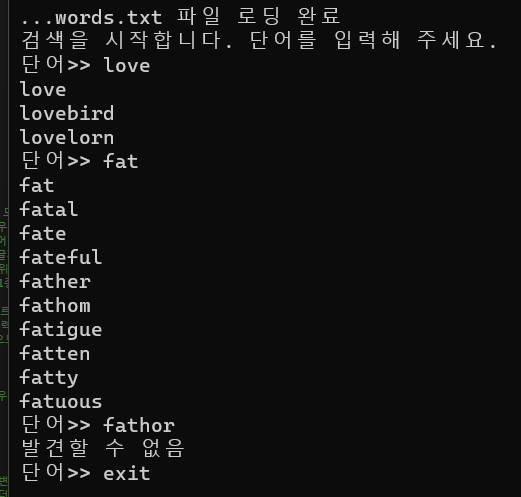 ...words.txt 파일 로딩 완료
검색을 시작합니다. 단어를 입력해 주세요.
단어>> love
love
lovebird
lovelorn
단어>> fat
fat
fatal
fate
fateful
father
fathom
fatigue
fatten
fatty
fatuous
단어>> fathor
발견할 수 없음
단어>> exit